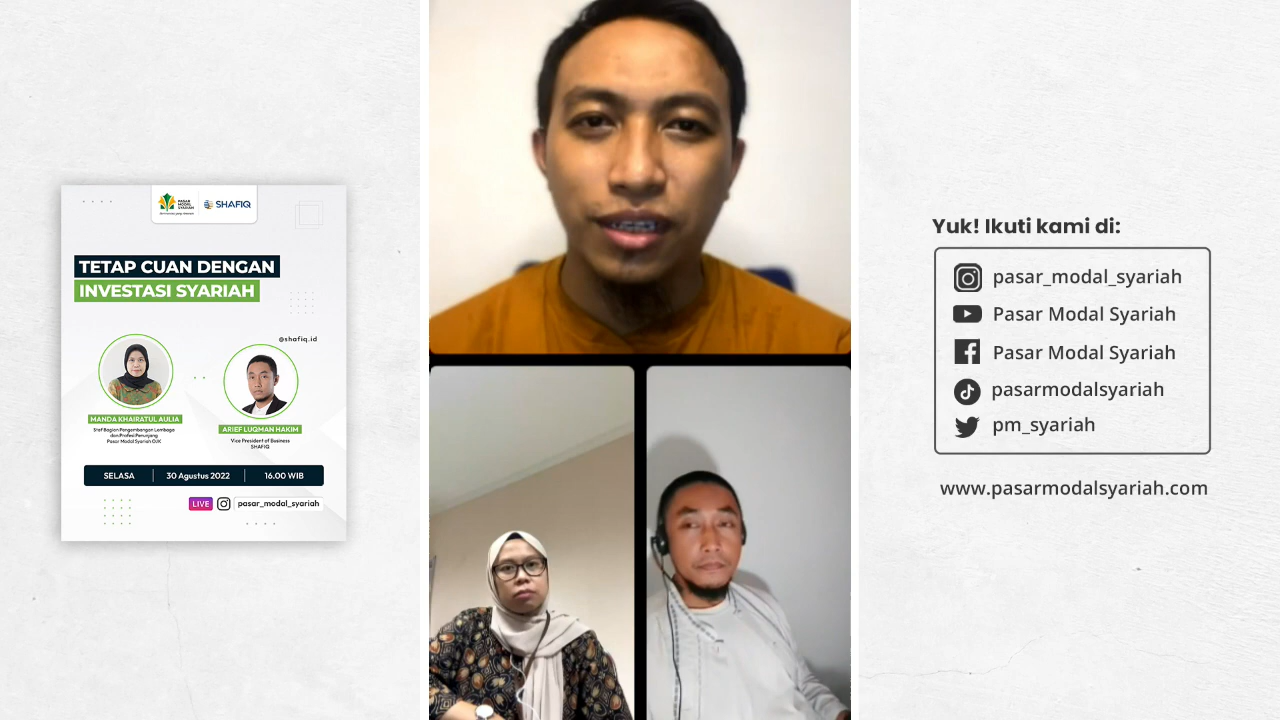 PASAR
MODAL
SYARIAH
SHAFIQ
TETAP CUAN DENGAN
INVESTASI SYARIAH
@shafiq.id
MANDA KHAIRATUL AULIA
Staf Bagian Pengembangan Lembaga
dan Profesi Penunjang
Pasar Modal Syariah OJK
ARIEF LUQMAN HAKIM
Vice President of Business
SHAFIQ
SELASA 30 Agustus 2022 16.00 WIB
LIVE pasar_modal_syariah
Yuk! Ikuti kami di:
pasar_modal_syariah
Pasar Modal Syariah
Pasar Modal Syariah
pasarmodalsyariah
pm_syariah
www.pasarmodalsyariah.com